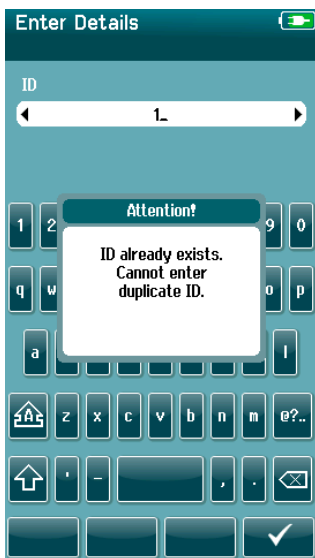 Enter Details
ID
1_
Attention!
ID already exists.
Cannot enter
duplicate ID.
1 2 9 0
q w o p
a l
A z x c v b n m @?..
' - , .